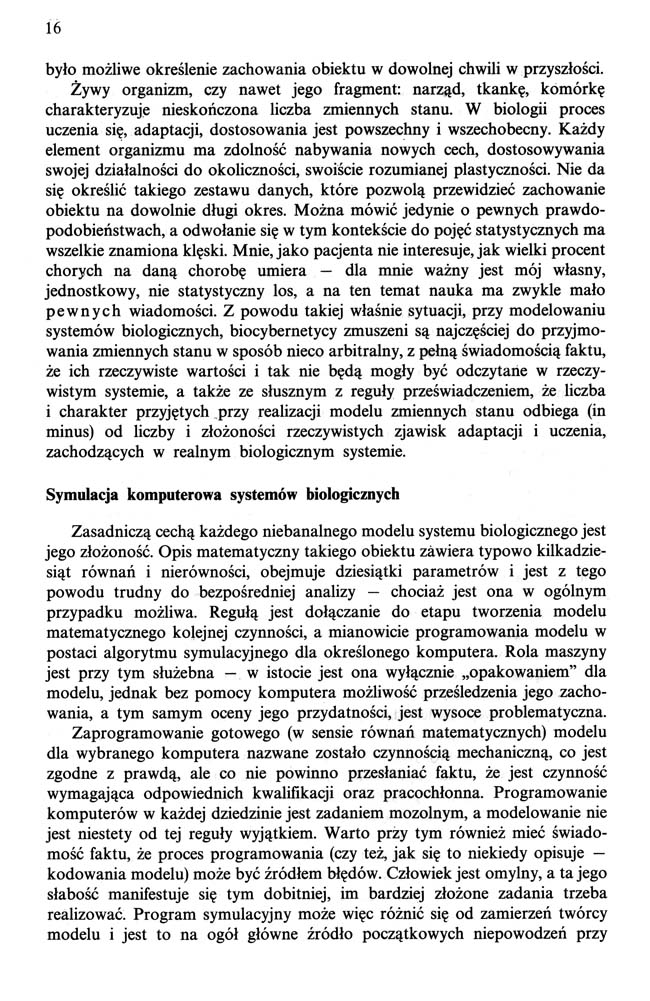 16
było możliwe określenie zachowania obiektu w dowolnej chwili w przyszłości.
Żywy organizm, czy nawet jego fragment: narząd, tkankę, komórkę
charakteryzuje nieskończona liczba zmiennych stanu. W biologii proces
uczenia się, adaptacji, dostosowania jest powszechny i wszechobecny. Każdy
element organizmu ma zdolność nabywania nowych cech, dostosowywania
swojej działalności do okoliczności, swoiście rozumianej plastyczności. Nie da
się określić takiego zestawu danych, które pozwolą przewidzieć zachowanie
obiektu na dowolnie długi okres. Można mówić jedynie o pewnych prawdo-
podobieństwach, a odwołanie się w tym kontekście do pojęć statystycznych ma
wszelkie znamiona klęski. Mnie, jako pacjenta nie interesuje, jak wielki procent
chorych na daną chorobę umiera — dla mnie ważny jest mój własny,
jednostkowy, nie statystyczny los, a na ten temat nauka ma zwykle mało
pewnych wiadomości. Z powodu takiej właśnie sytuacji, przy modelowaniu
systemów biologicznych, biocybernetycy zmuszeni są najczęściej do przyjmo-
wania zmiennych stanu w sposób nieco arbitralny, z pełną świadomością faktu,
że ich rzeczywiste wartości i tak nie będą mogły być odczytane w rzeczy-
wistym systemie, a także ze słusznym z reguły przeświadczeniem, że liczba
i charakter przyjętych przy realizacji modelu zmiennych stanu odbiega (in
minus) od liczby i złożoności rzeczywistych zjawisk adaptacji i uczenia,
zachodzących w realnym biologicznym systemie.
Symulacja komputerowa systemów biologicznych
Zasadniczą cechą każdego niebanalnego modelu systemu biologicznego jest
jego złożoność. Opis matematyczny takiego obiektu zawiera typowo kilkadzie-
siąt równań i nierówności, obejmuje dziesiątki parametrów i jest z tego
powodu trudny do bezpośredniej analizy — chociaż jest ona w ogólnym
przypadku możliwa. Regułą jest dołączanie do etapu tworzenia modelu
matematycznego kolejnej czynności, a mianowicie programowania modelu w
postaci algorytmu symulacyjnego dla określonego komputera. Rola maszyny
jest przy tym służebna — w istocie jest ona wyłącznie „opakowaniem” dla
modelu, jednak bez pomocy komputera możliwość prześledzenia jego zacho-
wania, a tym samym oceny jego przydatności, jest wysoce problematyczna.
Zaprogramowanie gotowego (w sensie równań matematycznych) modelu
dla wybranego komputera nazwane zostało czynnością mechaniczną, co jest
zgodne z prawdą, ale co nie powinno przesłaniać faktu, że jest czynność
wymagająca odpowiednich kwalifikacji oraz pracochłonna. Programowanie
komputerów w każdej dziedzinie jest zadaniem mozolnym, a modelowanie nie
jest niestety od tej reguły wyjątkiem. Warto przy tym również mieć świado-
mość faktu, że proces programowania (czy też, jak się to niekiedy opisuje —
kodowania modelu) może być źródłem błędów. Człowiek jest omylny, a ta jego
słabość manifestuje się tym dobitniej, im bardziej złożone zadania trzeba
realizować. Program symulacyjny może więc różnić się od zamierzeń twórcy
modelu i jest to na ogół główne źródło początkowych niepowodzeń przy